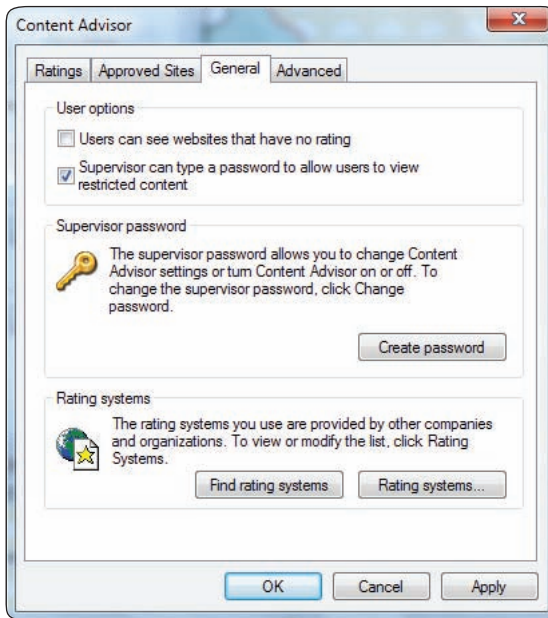 Content Advisor
Ratings Approved Sites General Advanced
User options
Users can see websites that have no rating
Supervisor can type a password to allow users to view
restricted content
Supervisor password
The supervisor password allows you to change Content
Advisor settings or turn Content Advisor on or off. To
change the supervisor password, click Change
password.
Create password
Rating systems
The rating systems you use are provided by other companies
and organizations. To view or modify the list, click Rating
Systems.
Find rating systems Rating systems...
OK Cancel Apply